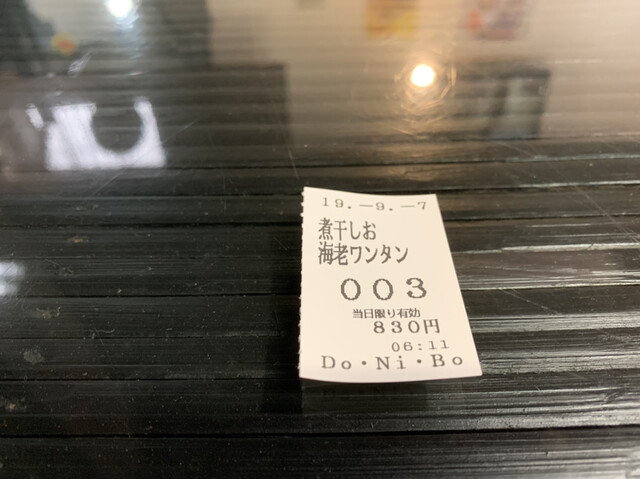 19.-9.-7
煮干しお
海老ワンタン
003
当日限り有効
830円
06:11
Do・Ni・Bo